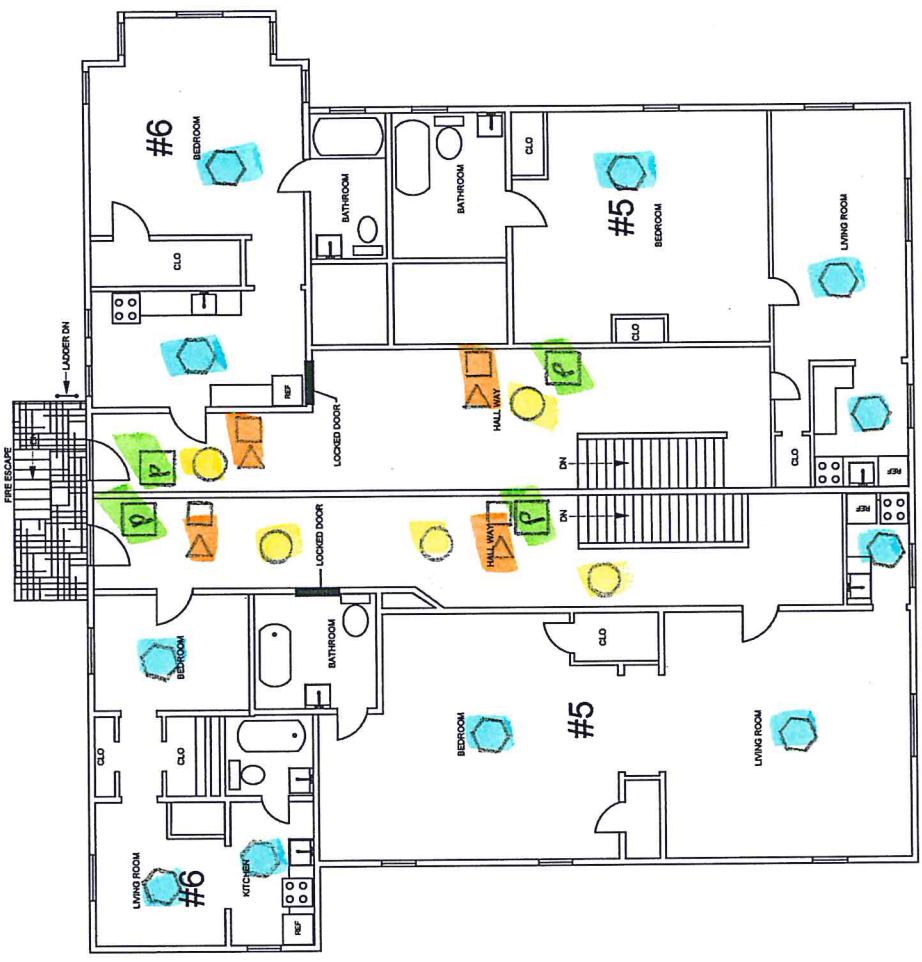 FIRE ESCAPE
DN
LADDER DN
CLO
LIVING ROOM
#6
CLO
BEDROOM
CLO
#6
BEDROOM
KITCHEN
REF
REF
LOCKED DOOR
BATHROOM
LOCKED DOOR
BATHROOM
BEDROOM
BATHROOM
HALL WAY
HALL WAY
CLO
DN
DN
#5
CLO
#5
CLO
BEDROOM
LIVING ROOM
CLO
LIVING ROOM
REF
REF